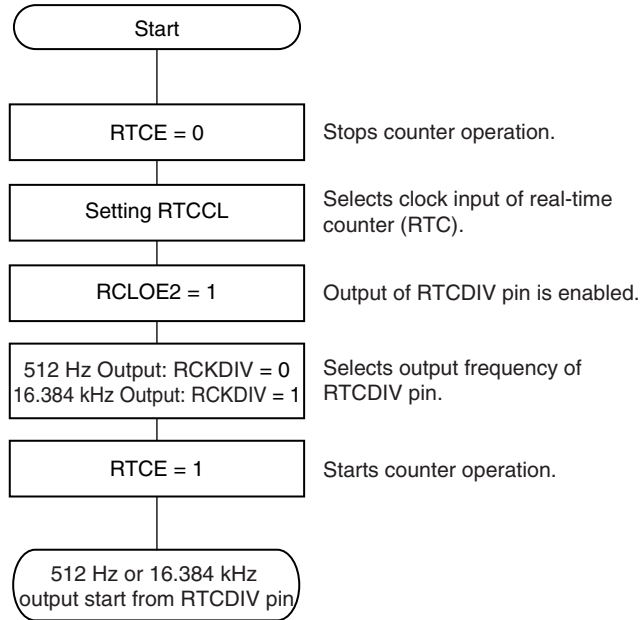 Start
RTCE = 0
Stops counter operation.
Setting RTCCL
Selects clock input of real-time
counter (RTC).
RCLOE2 = 1
Output of RTCDIV pin is enabled.
512 Hz Output: RCKDIV = 0
16.384 kHz Output: RCKDIV = 1
Selects output frequency of
RTCDIV pin.
RTCE = 1
Starts counter operation.
512 Hz or 16.384 kHz
output start from RTCDIV pin